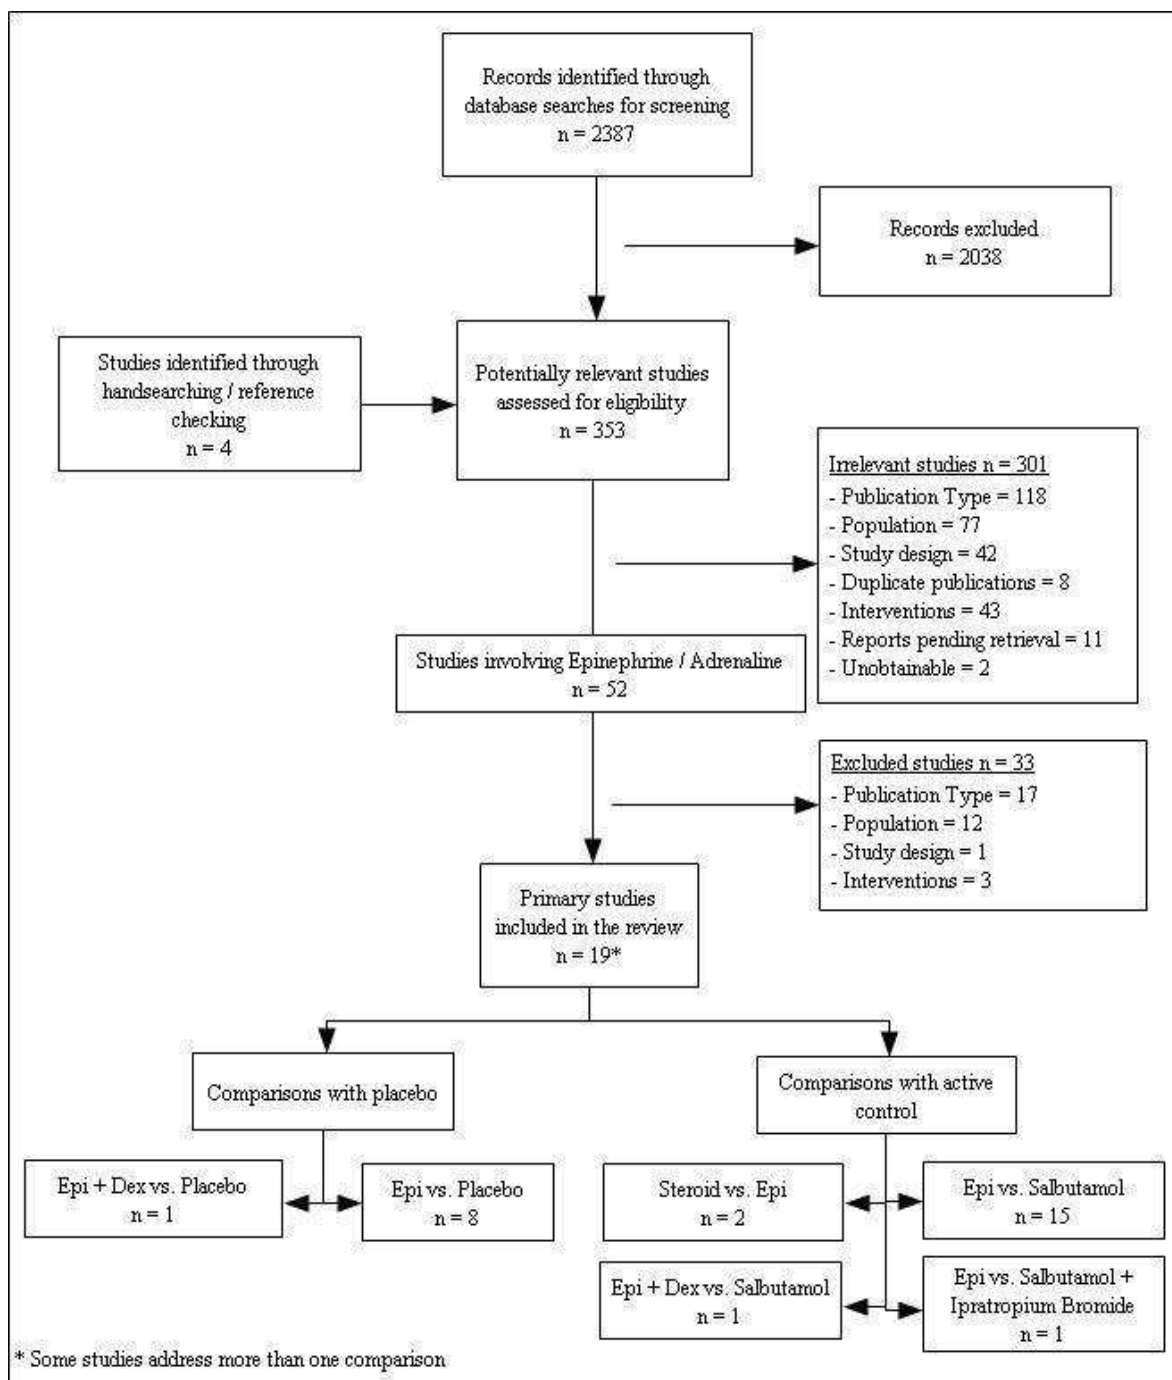 Records identified through
database searches for screening
n = 2387
Records excluded
n = 2038
Studies identified through
handsearching / reference
checking
n = 4
Potentially relevant studies
assessed for eligibility
n = 353
Irrelevant studies n = 301
- Publication Type = 118
- Population = 77
- Study design = 42
- Duplicate publications = 8
- Interventions = 43
- Reports pending retrieval = 11
- Unobtainable = 2
Studies involving Epinephrine / Adrenaline
n = 52
Excluded studies n = 33
- Publication Type = 17
- Population = 12
- Study design = 1
- Interventions = 3
Primary studies
included in the review
n = 19*
Comparisons with placebo
Comparisons with active
control
Epi + Dex vs. Placebo
n = 1
Epi vs. Placebo
n = 8
Steroid vs. Epi
n = 2
Epi vs. Salbutamol
n = 15
Epi + Dex vs. Salbutamol
n = 1
Epi vs. Salbutamol +
Ipratropium Bromide
n = 1
* Some studies address more than one comparison